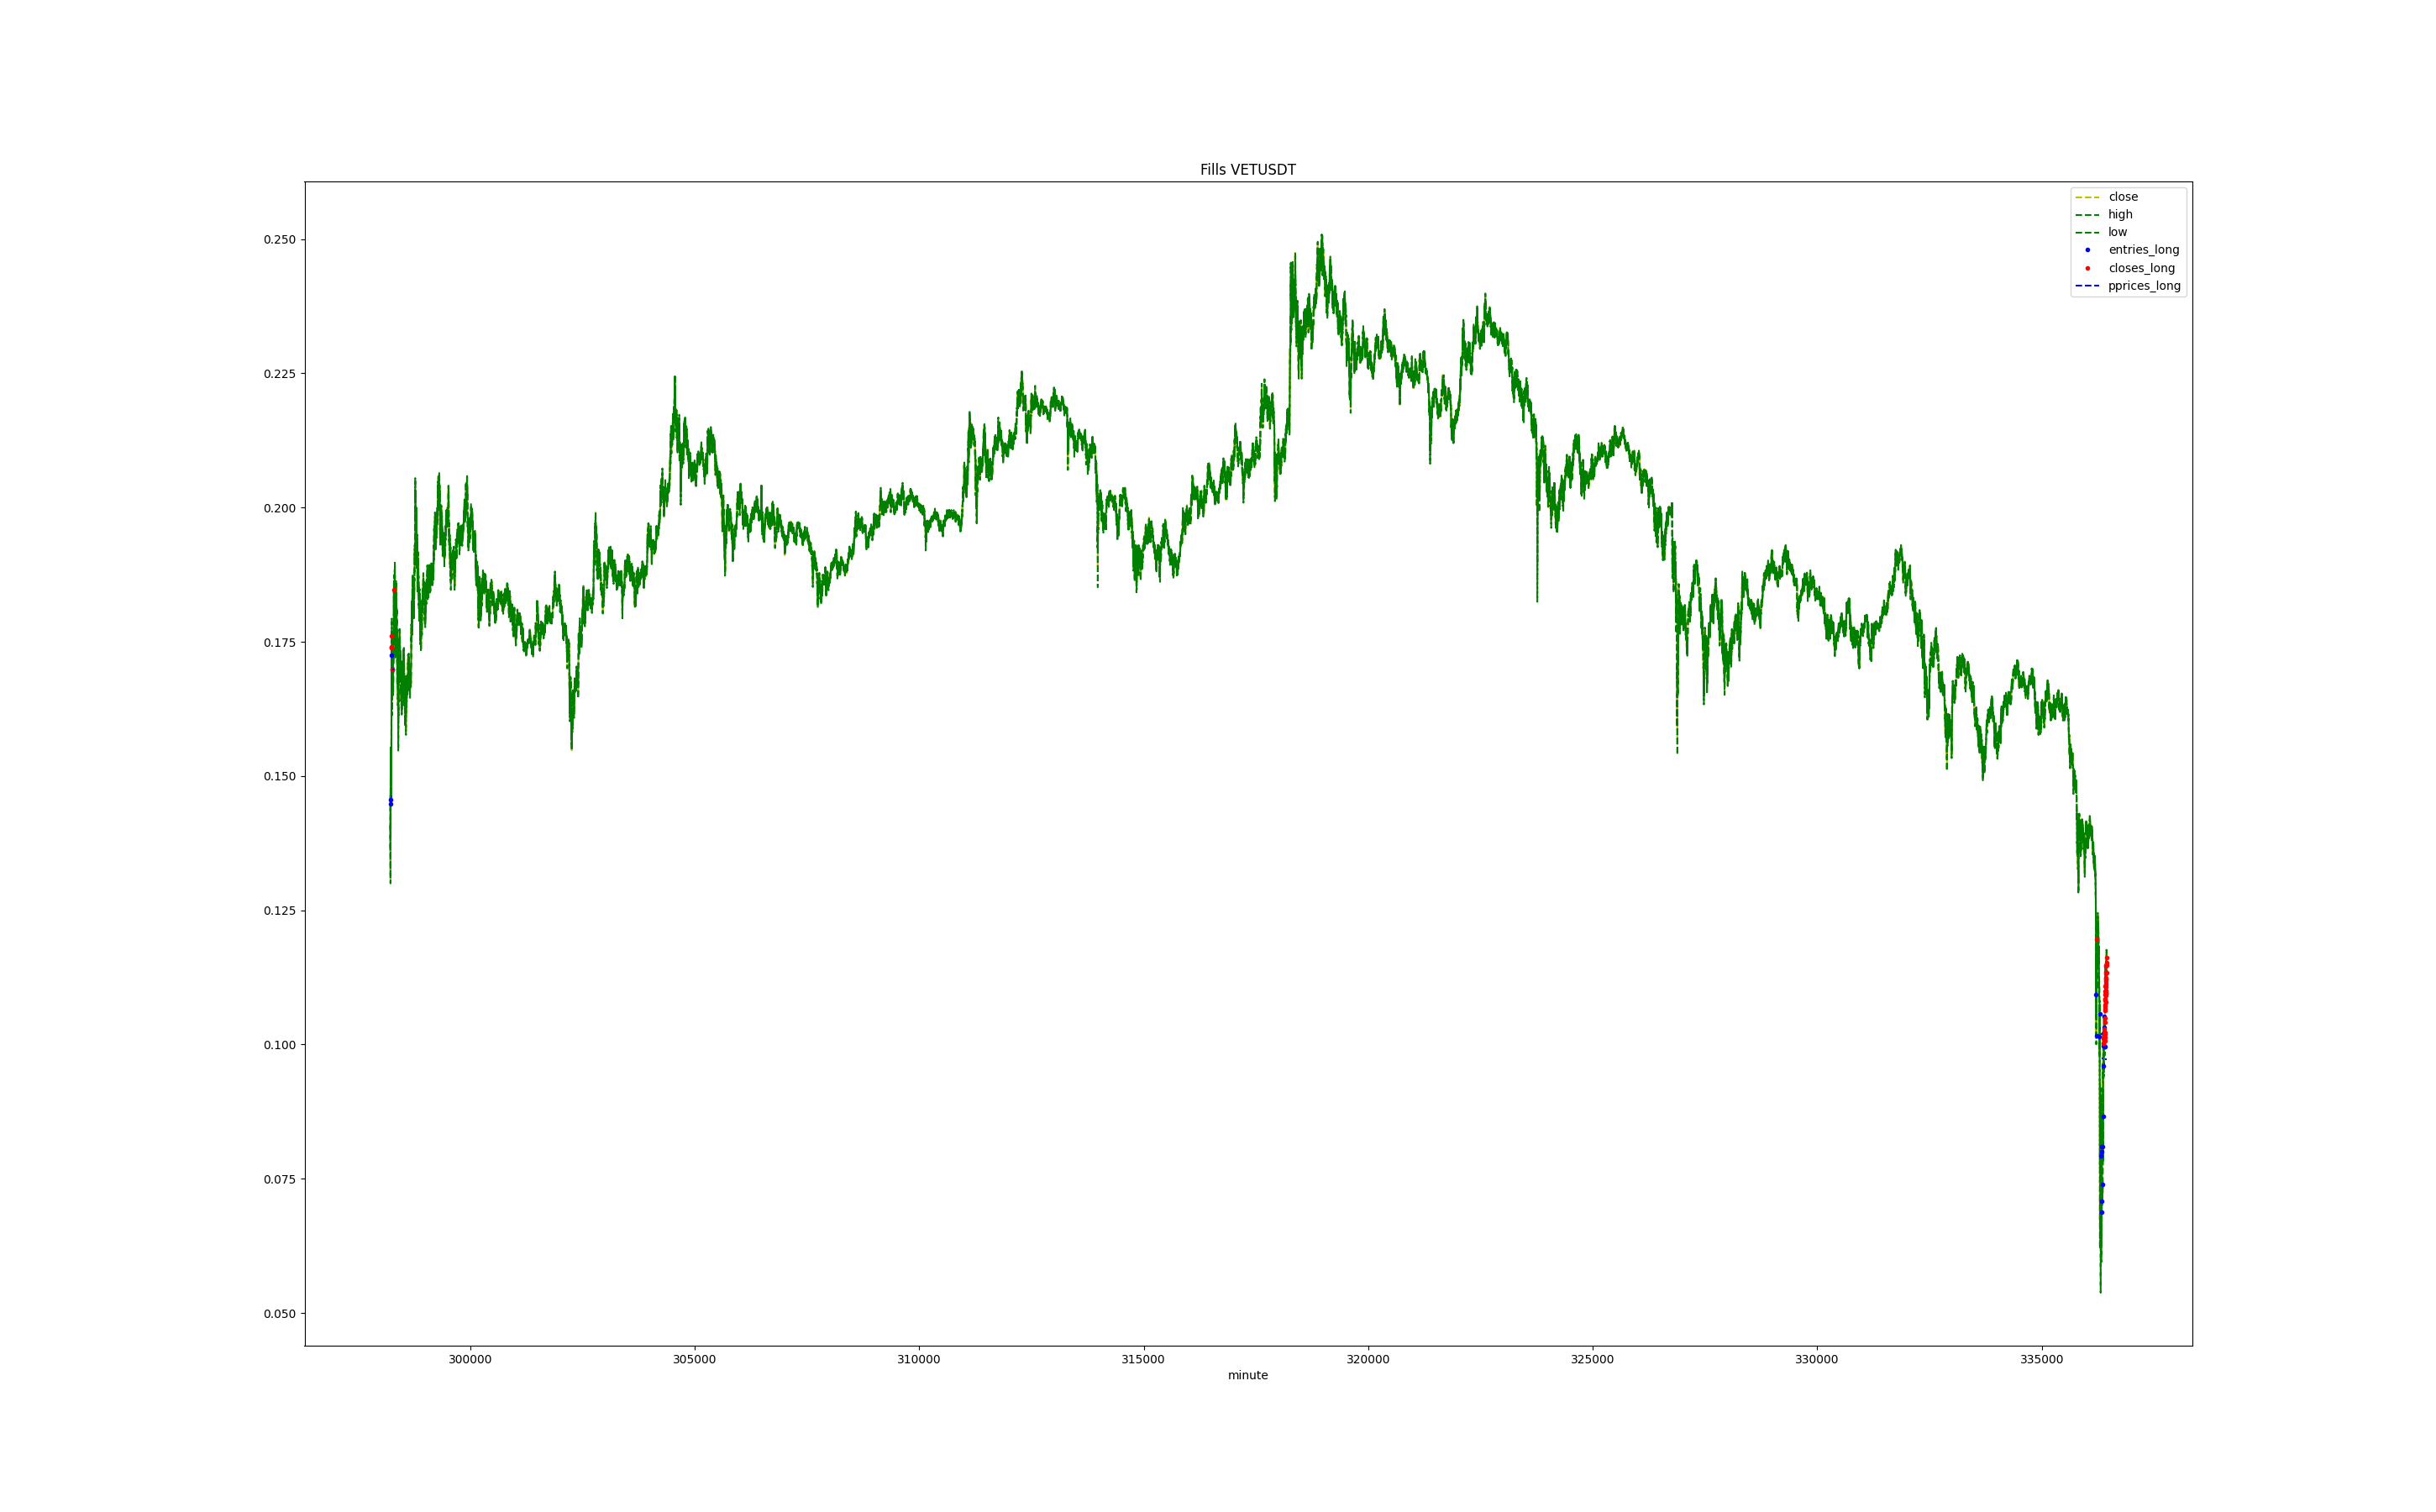 Fills VETUSDT
close
high
low
entries_long
closes_long
pprices_long
0.250
0.225
0.200
0.175
0.150
0.125
0.100
0.075
0.050
300000 305000 310000 315000 320000 325000 330000 335000
minute